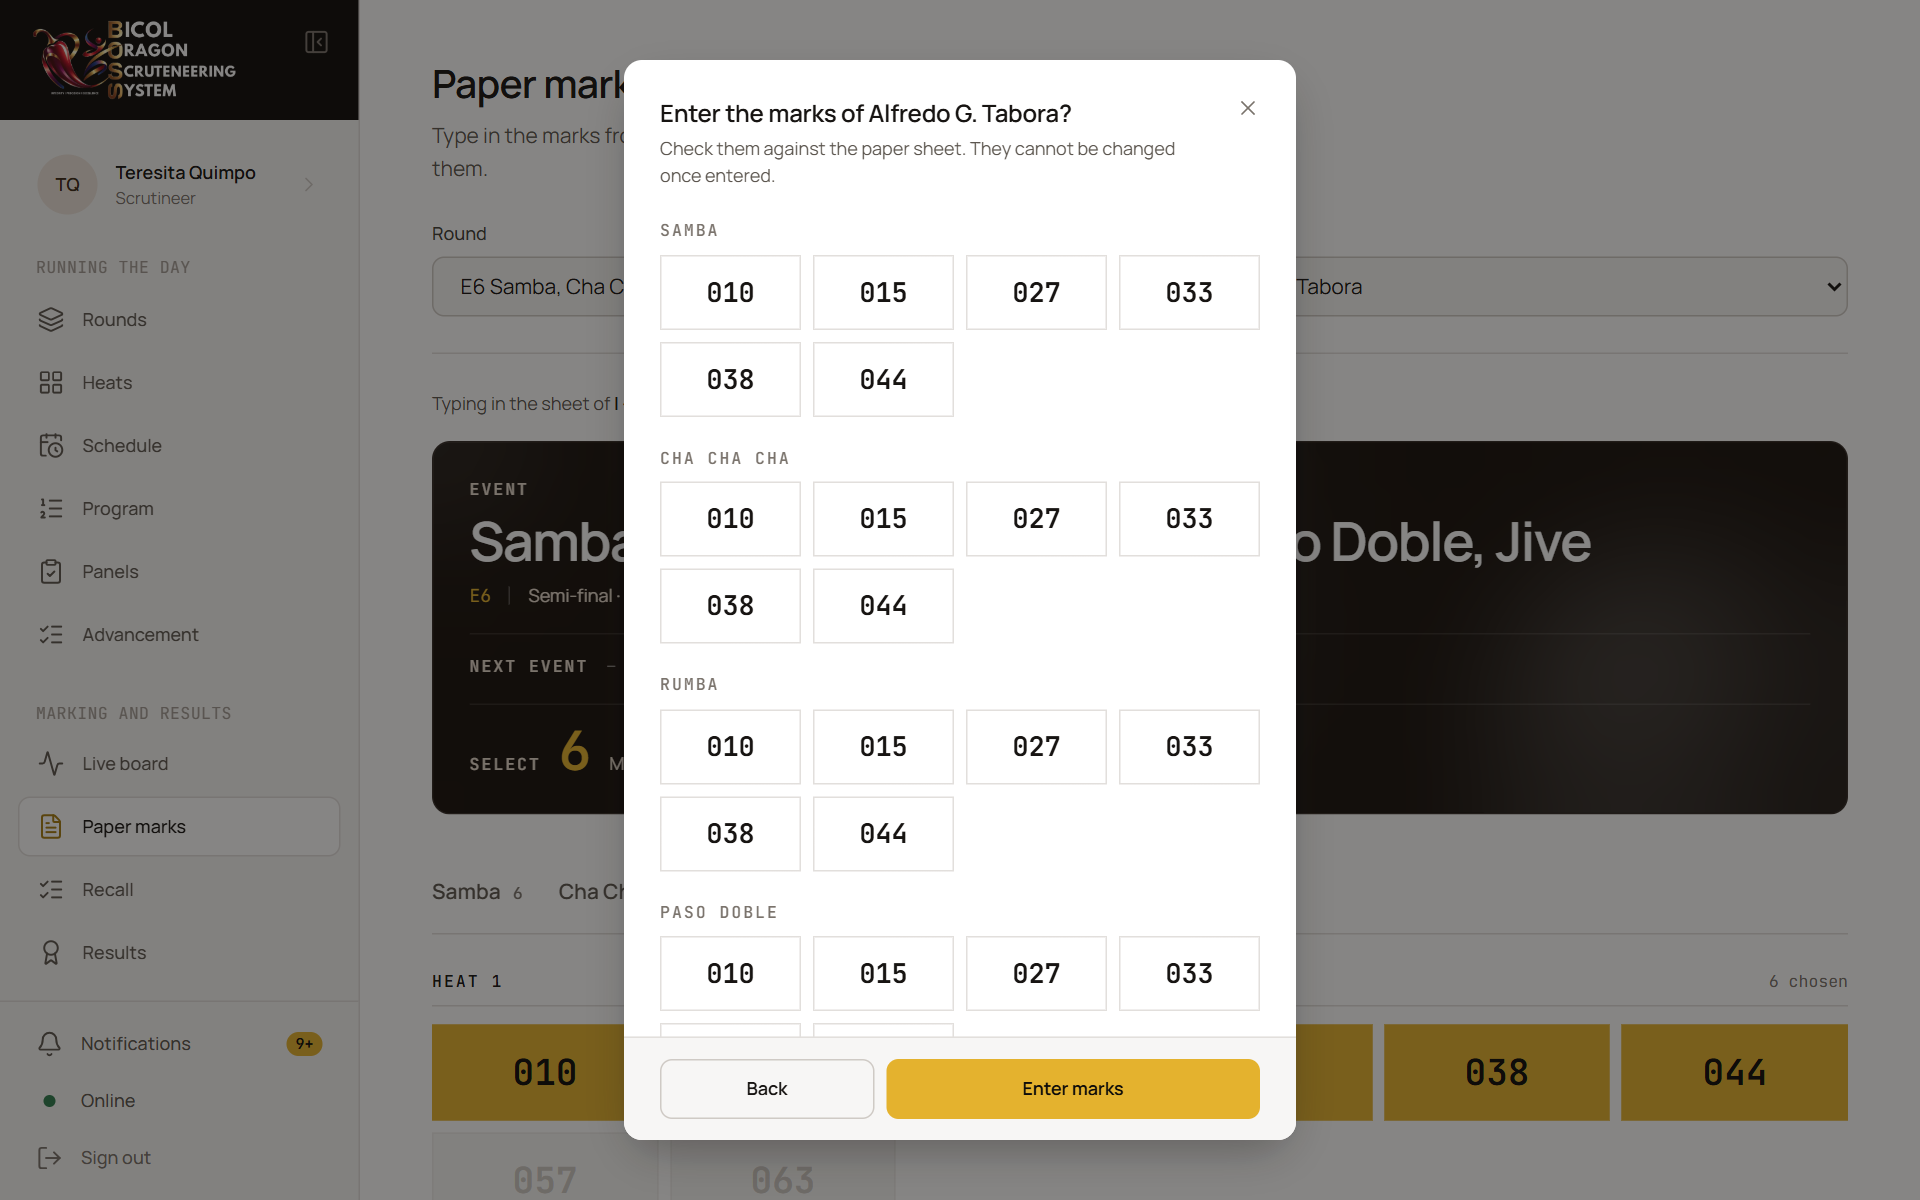 BICOL
DRAGON
SCRUTENEERING
SYSTEM
Teresita Quimpo
TQ
Scrutineer
RUNNING THE DAY
Rounds
Heats
Schedule
Program
Panels
Advancement
MARKING AND RESULTS
Live board
Paper marks
Recall
Results
Notifications 9+
Online
Sign out
Paper mark
Type in the marks fro
them.
Round
E6 Samba, Cha C
Tabora
Typing in the sheet of I
EVENT
Samba
o Doble, Jive
E6 Semi-final ·
NEXT EVENT –
SELECT 6 M
Samba 6 Cha Ch
HEAT 1
6 chosen
010
038 044
057 063
Enter the marks of Alfredo G. Tabora?
Check them against the paper sheet. They cannot be changed
once entered.
SAMBA
010 015 027 033
038 044
CHA CHA CHA
010 015 027 033
038 044
RUMBA
010 015 027 033
038 044
PASO DOBLE
010 015 027 033
Back Enter marks